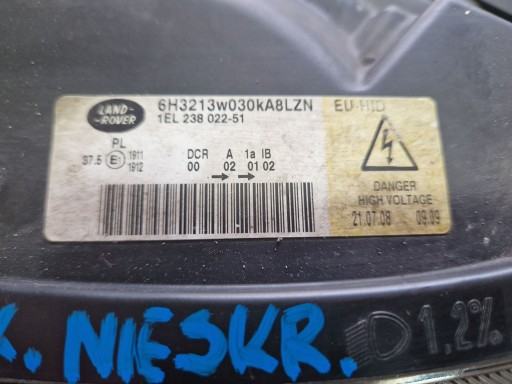 LAND-
ROVER
6H3213w030kA8LZN
EU-HID
1EL 238 022-51
PL
37.5 E1 1911
1912
DCR A 1a IB
00 02 01 02
DANGER
HIGH VOLTAGE
21.07.08 09.09
NIESKR.
1,2%